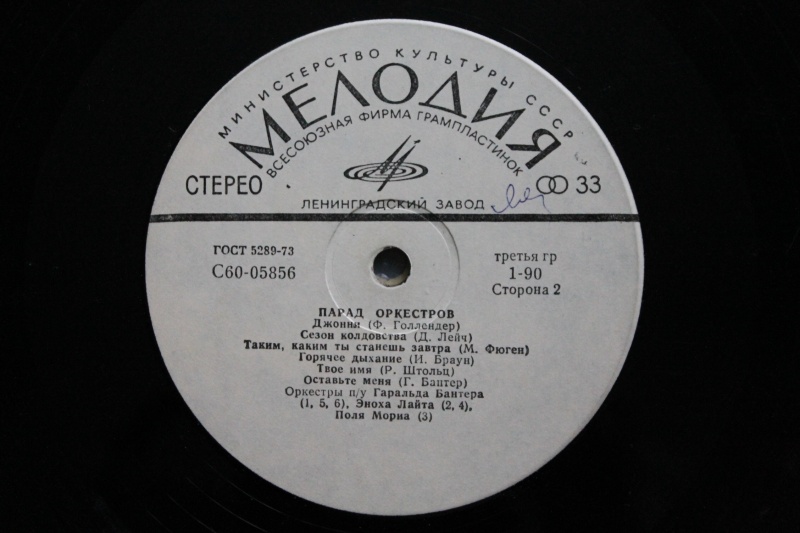 МИНИСТЕРСТВО КУЛЬТУРЫ СССР
МЕЛОДИЯ
ВСЕСОЮЗНАЯ ФИРМА ГРАМПЛАСТИНОК
СТЕРЕО
33
ЛЕНИНГРАДСКИЙ ЗАВОД
ГОСТ 5289-73
С60-05856
третья гр
1-90
Сторона 2
ПАРАД ОРКЕСТРОВ
Джонни (Ф. Голлендер)
Сезон колдовства (Д. Лейч)
Таким, каким ты станешь завтра (М. Фюген)
Горячее дыхание (И. Браун)
Твое имя (Р. Штольц)
Оставьте меня (Г. Бантер)
Оркестры п/у Гаральда Бантера
(1, 5, 6), Эноха Лайта (2, 4),
Поля Мориа (3)